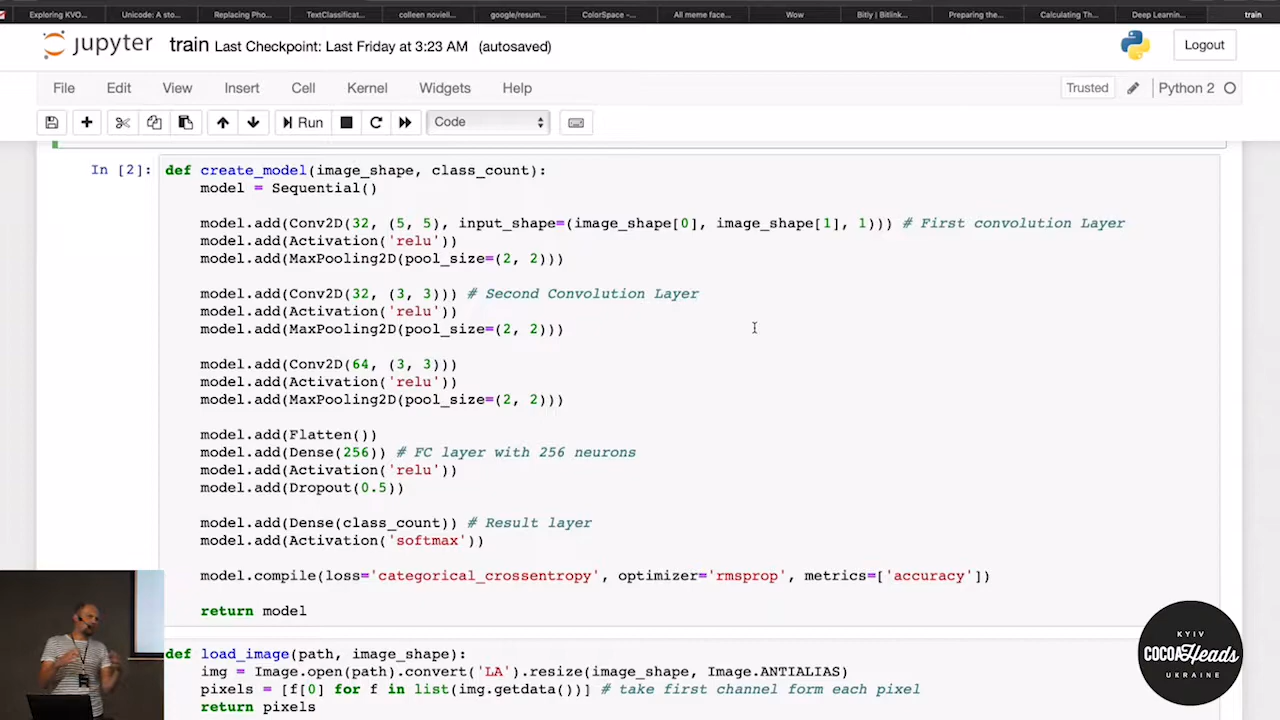 Exploring KVO... Unicode: A sto... Replacing Pho... TextClassificat... colleen noviell... google/resum... ColorSpace -... All meme face... Wow Bitly | Bitlink... Preparing the... Calculating Th... Deep Learnin... train
jupyter train Last Checkpoint: Last Friday at 3:23 AM (autosaved) Logout
File Edit View Insert Cell Kernel Widgets Help Trusted Python 2
Run Code
In [2]: def create_model(image_shape, class_count):
model = Sequential()
model.add(Conv2D(32, (5, 5), input_shape=(image_shape[0], image_shape[1], 1))) # First convolution Layer
model.add(Activation('relu'))
model.add(MaxPooling2D(pool_size=(2, 2)))
model.add(Conv2D(32, (3, 3))) # Second Convolution Layer
model.add(Activation('relu'))
model.add(MaxPooling2D(pool_size=(2, 2)))
model.add(Conv2D(64, (3, 3)))
model.add(Activation('relu'))
model.add(MaxPooling2D(pool_size=(2, 2)))
model.add(Flatten())
model.add(Dense(256)) # FC layer with 256 neurons
model.add(Activation('relu'))
model.add(Dropout(0.5))
model.add(Dense(class_count)) # Result layer
model.add(Activation('softmax'))
model.compile(loss='categorical_crossentropy', optimizer='rmsprop', metrics=['accuracy'])
return model
def load_image(path, image_shape):
img = Image.open(path).convert('LA').resize(image_shape, Image.ANTIALIAS)
pixels = [f[0] for f in list(img.getdata())] # take first channel form each pixel
return pixels
KYIV
COCOAHeads
UKRAINE